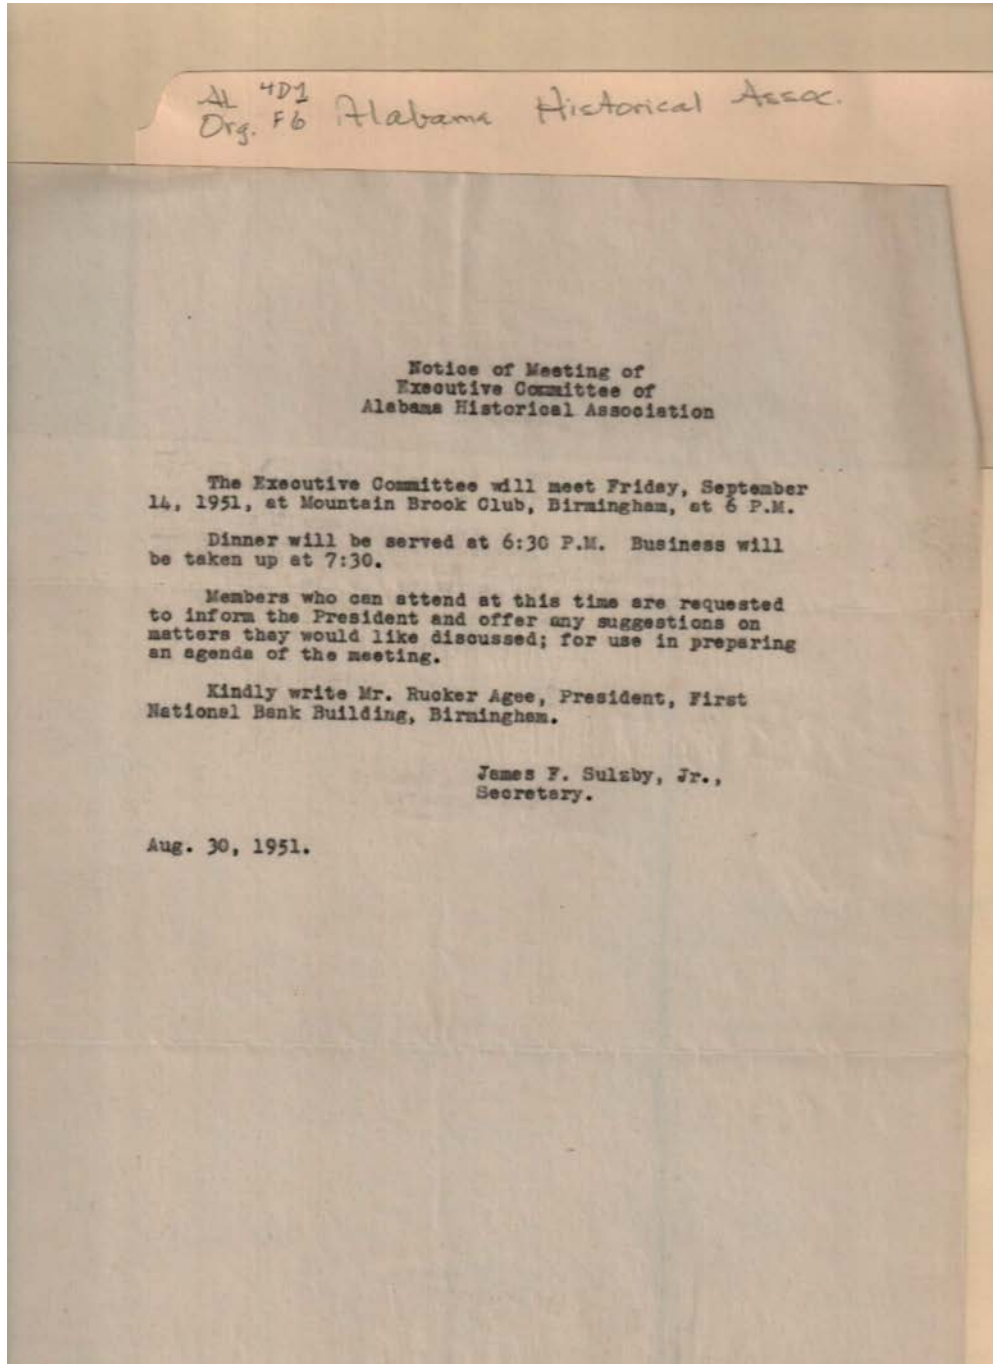 AL 4D1
Org. F6 Alabama Historical Assoc.
Notice of Meeting of
Executive Committee of
Alabama Historical Association
The Executive Committee will meet Friday, September
14, 1951, at Mountain Brook Club, Birmingham, at 6 P.M.
Dinner will be served at 6:30 P.M. Business will
be taken up at 7:30.
Members who can attend at this time are requested
to inform the President and offer any suggestions on
matters they would like discussed; for use in preparing
an agenda of the meeting.
Kindly write Mr. Rucker Agee, President, First
National Bank Building, Birmingham.
James F. Sulzby, Jr.,
Secretary.
Aug. 30, 1951.